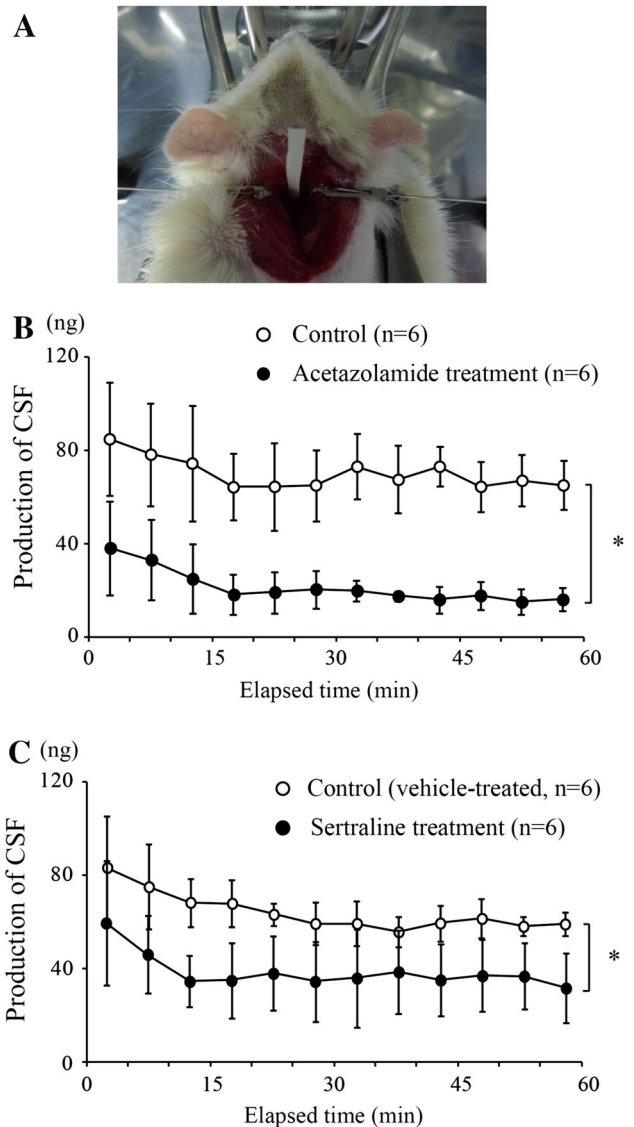 A
B (ng)
Control (n=6)
Acetazolamide treatment (n=6)
120
80
40
0
Production of CSF
*
0 15 30 45 60
Elapsed time (min)
C (ng)
Control (vehicle-treated, n=6)
Sertraline treatment (n=6)
120
80
40
0
Production of CSF
*
0 15 30 45 60
Elapsed time (min)